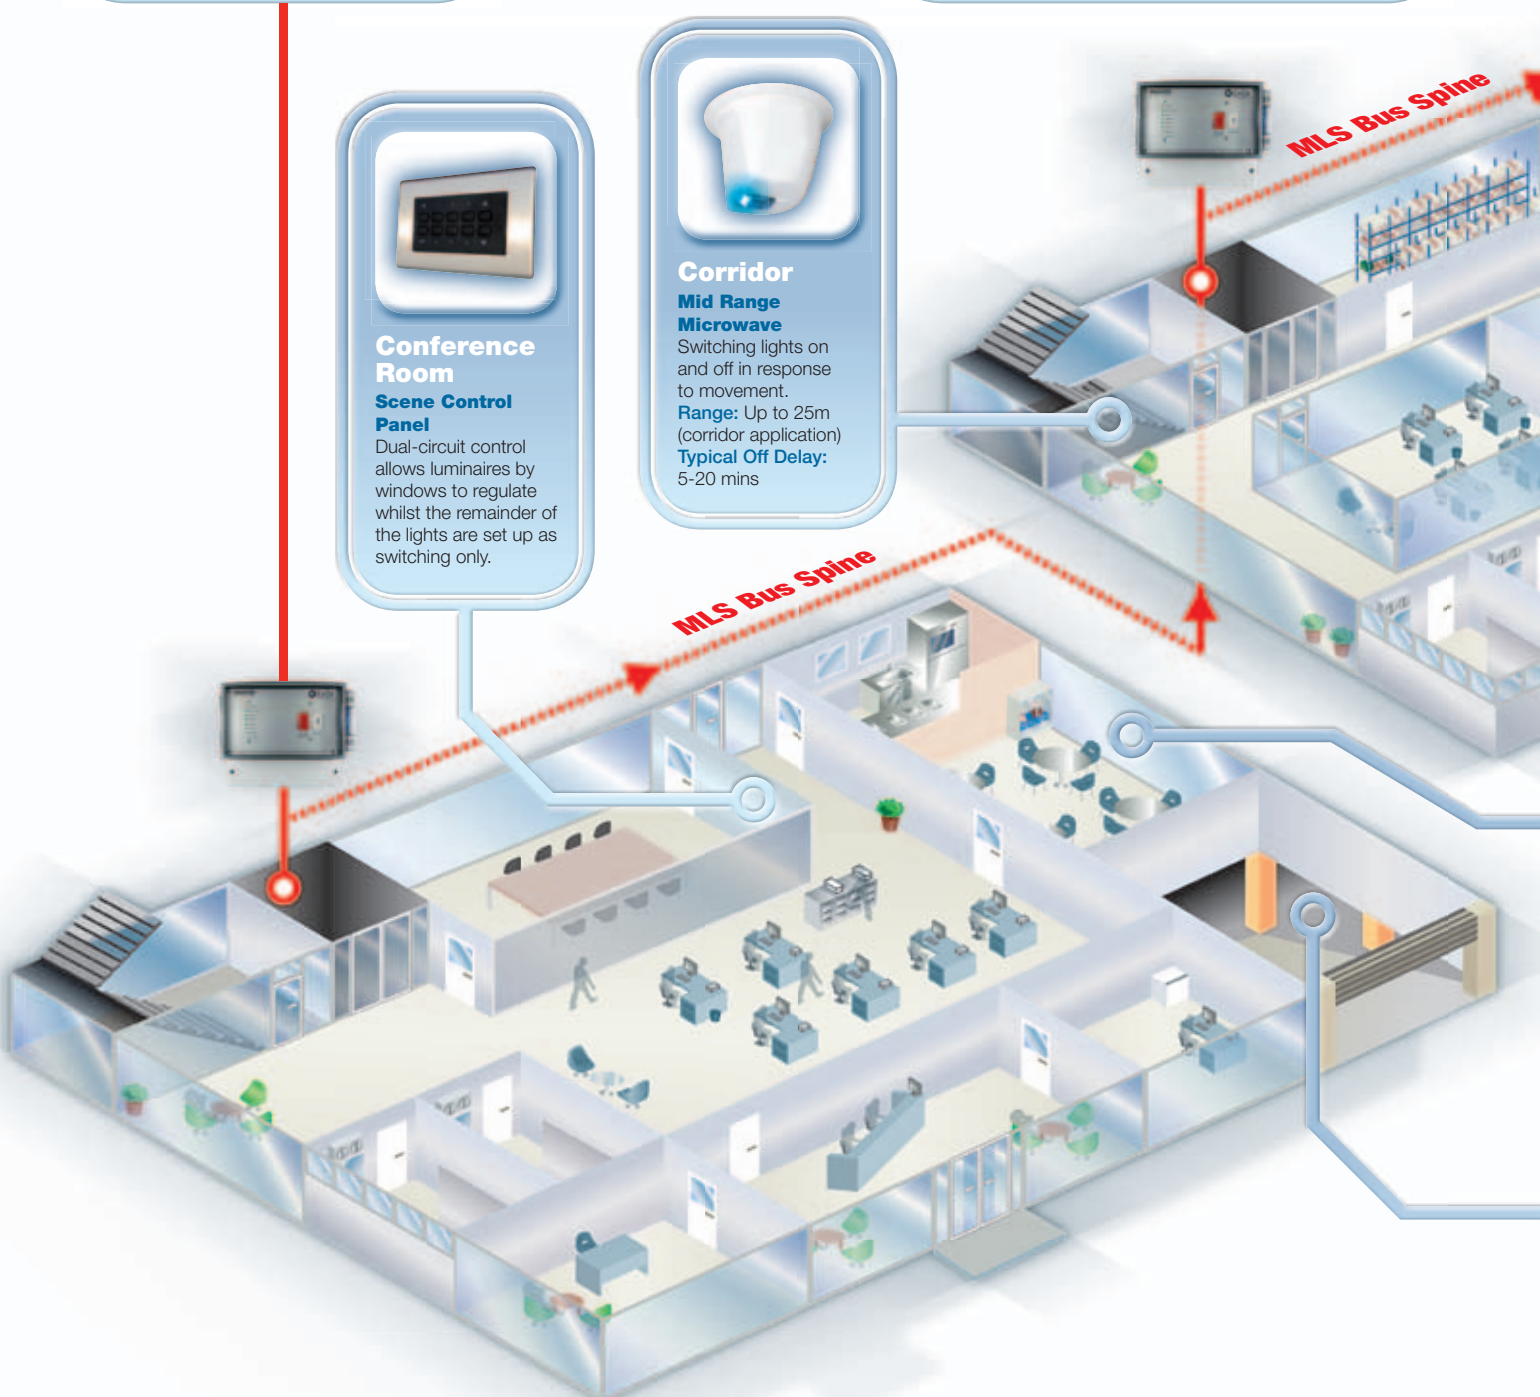 MLS Bus Spine
Corridor
Mid Range
Microwave
Switching lights on
and off in response
to movement.
Range: Up to 25m
(corridor application)
Typical Off Delay:
5-20 mins
Conference
Room
Scene Control
Panel
Dual-circuit control
allows luminaires by
windows to regulate
whilst the remainder of
the lights are set up as
switching only.
MLS Bus Spine